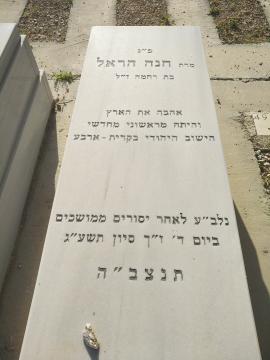 פ"נ
מרת חנה הראל
בת רחמה ז"ל
אהבה את הארץ
והיתה מראשוני מחדשי
הישוב היהודי בקרית-ארבע
נלב"ע לאחר יסורים ממושכים
ביום ד' ז"ך סיון תשע"ג
תנצב"ה